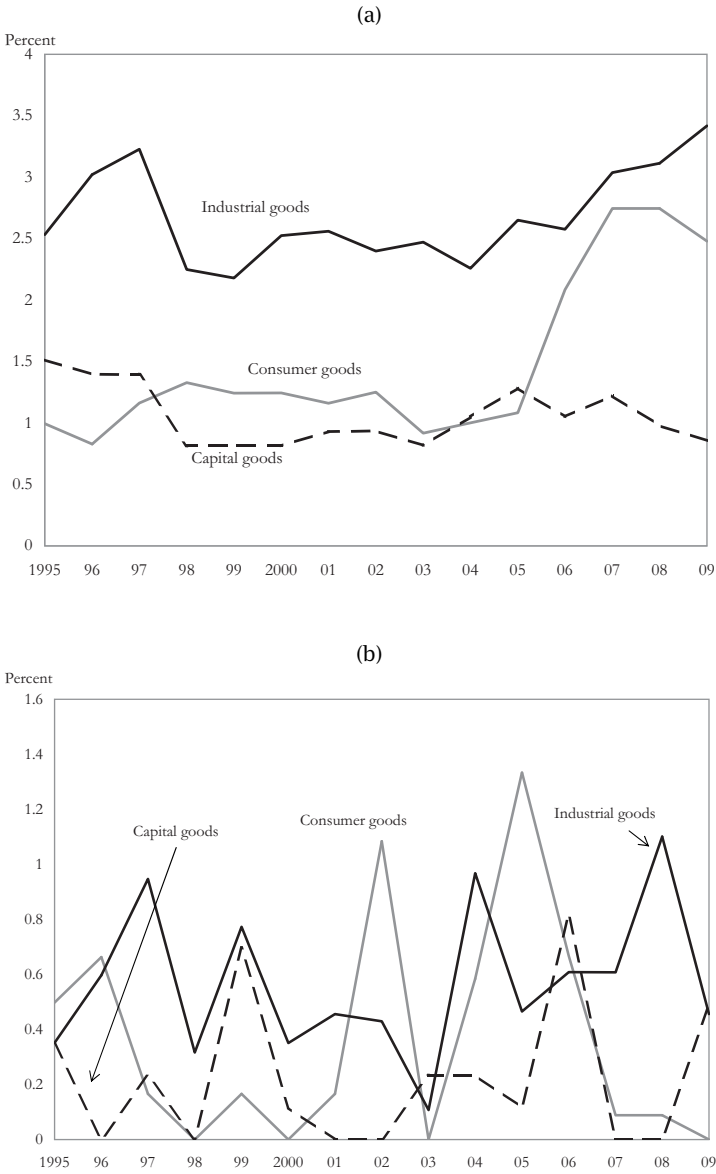 (a)
Percent
4
3.5
3
2.5
2
1.5
1
0.5
0
Industrial goods
Consumer goods
Capital goods
1995 96 97 98 99 2000 01 02 03 04 05 06 07 08 09
(b)
Percent
1.6
1.4
1.2
1
0.8
0.6
0.4
0.2
0
Capital goods
Consumer goods
Industrial goods
1995 96 97 98 99 2000 01 02 03 04 05 06 07 08 09